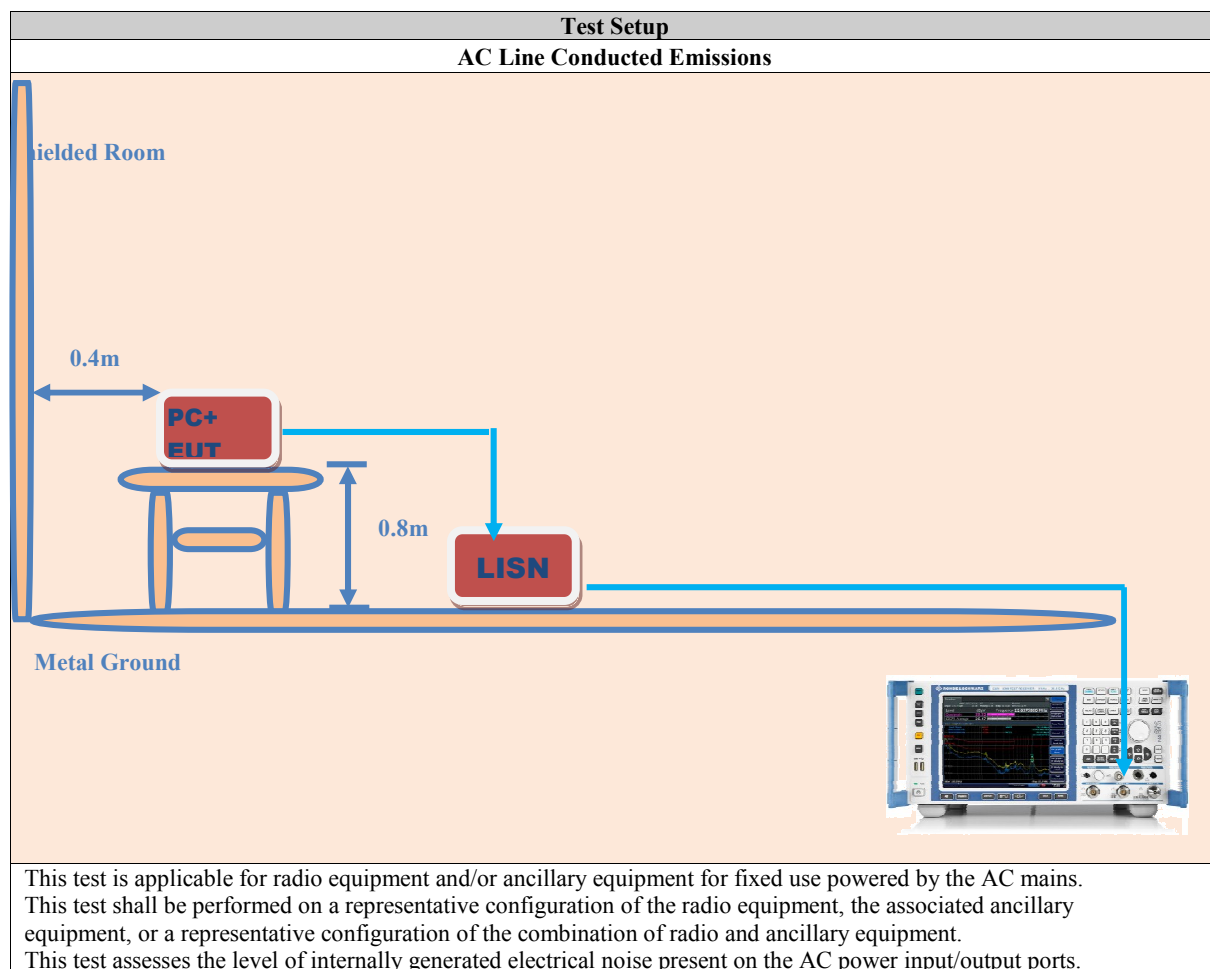 Test Setup
AC Line Conducted Emissions
hielded Room
0.4m
PC+
EUT
0.8m
LISN
Metal Ground
This test is applicable for radio equipment and/or ancillary equipment for fixed use powered by the AC mains.
This test shall be performed on a representative configuration of the radio equipment, the associated ancillary
equipment, or a representative configuration of the combination of radio and ancillary equipment.
This test assesses the level of internally generated electrical noise present on the AC power input/output ports.